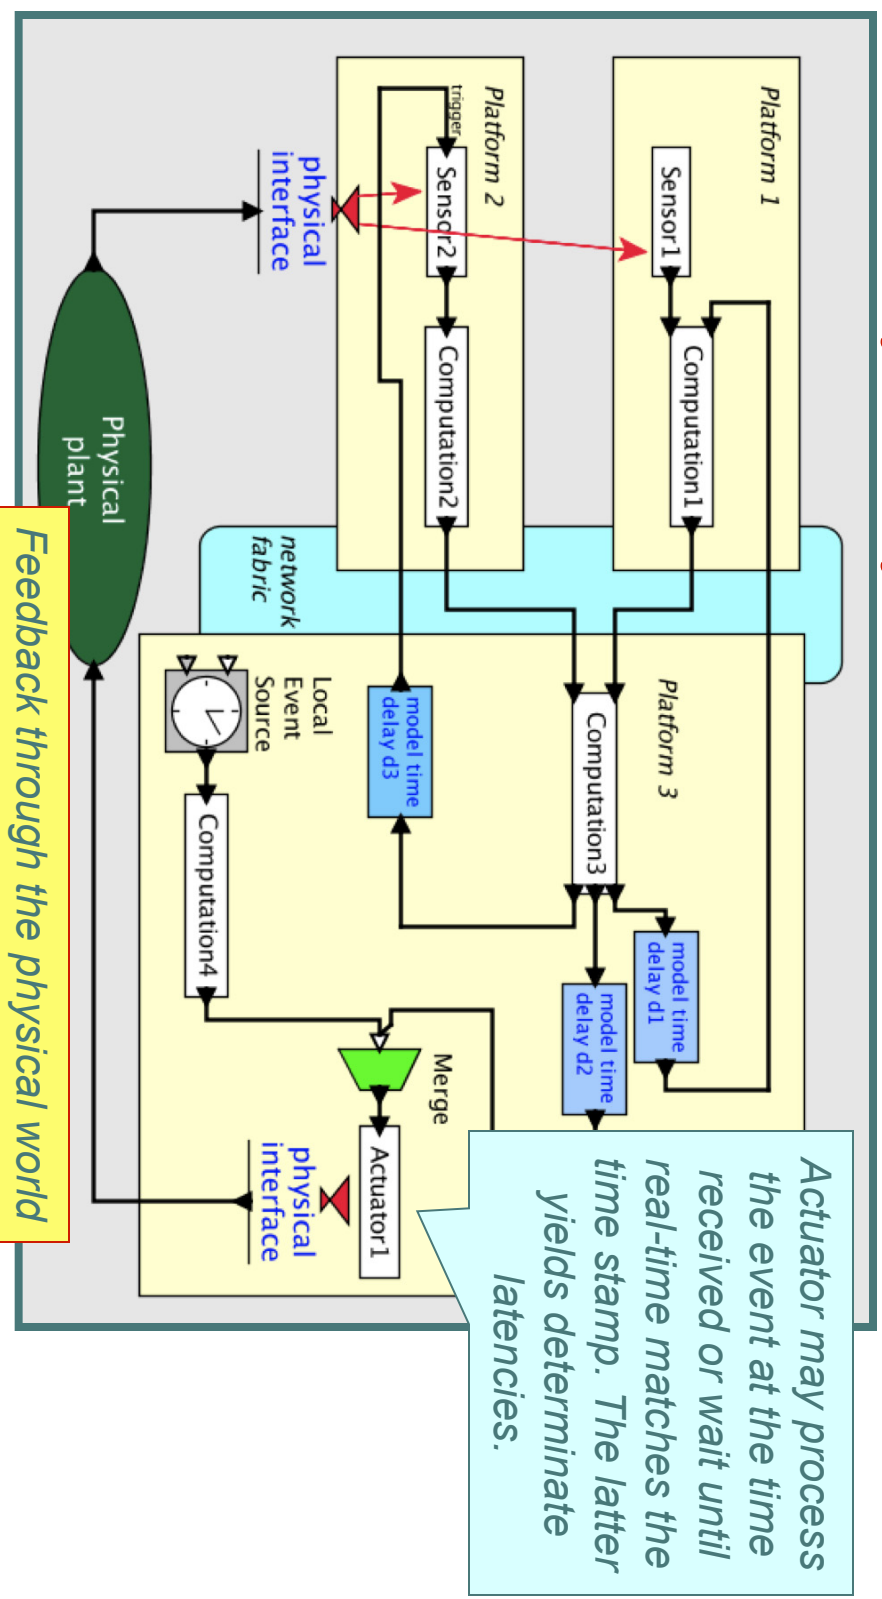 Platform 1
Sensor1
Computation1
Platform 2
trigger
Sensor2
Computation2
physical
interface
Physical
plant
network
fabric
Platform 3
Computation3
model time
delay d1
model time
delay d2
model time
delay d3
Local
Event
Source
Computation4
Merge
Actuator1
physical
interface
Actuator may process
the event at the time
received or wait until
real-time matches the
time stamp. The latter
yields determinate
latencies.
Feedback through the physical world